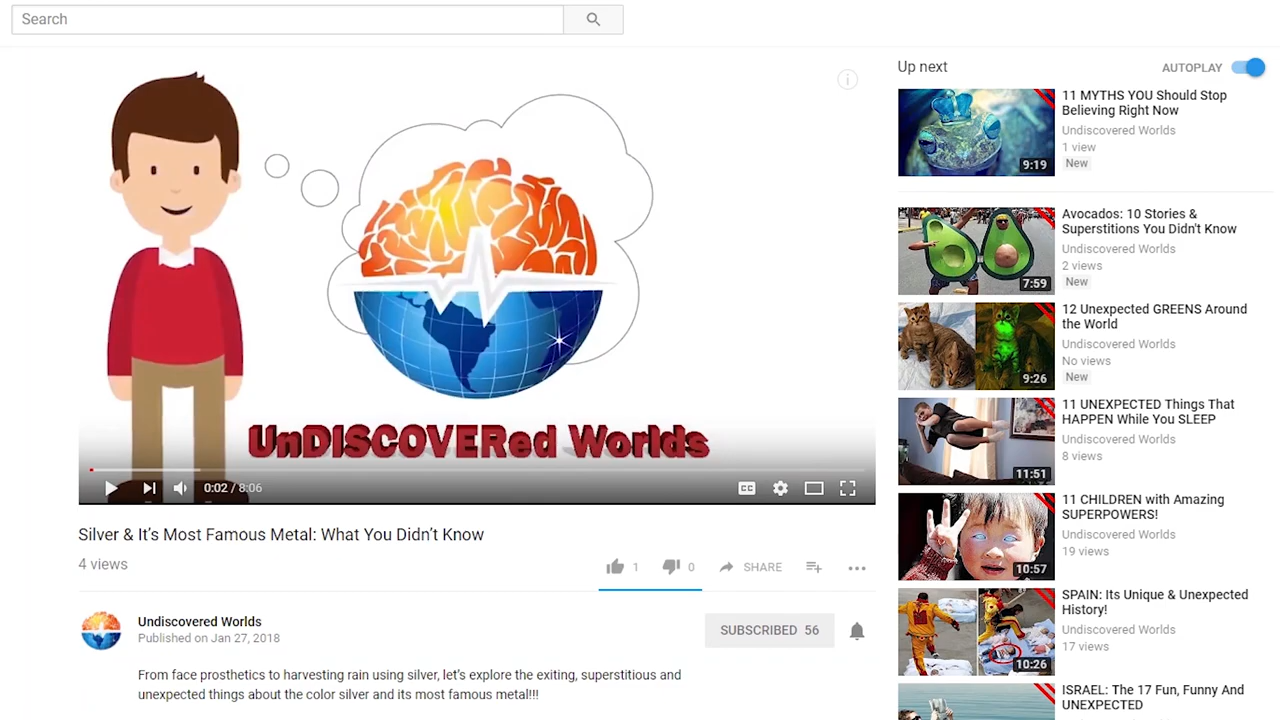 Search
UnDISCOVERed Worlds
0:02 / 8:06
CC
Silver & It's Most Famous Metal: What You Didn't Know
4 views
1
0
SHARE
Undiscovered Worlds
Published on Jan 27, 2018
SUBSCRIBED 56
From face prosthetics to harvesting rain using silver, let's explore the exiting, superstitious and
unexpected things about the color silver and its most famous metal!!!
Up next
AUTOPLAY
9:19
11 MYTHS YOU Should Stop
Believing Right Now
Undiscovered Worlds
1 view
New
7:59
Avocados: 10 Stories &
Superstitions You Didn't Know
Undiscovered Worlds
2 views
New
9:26
12 Unexpected GREENS Around
the World
Undiscovered Worlds
No views
New
11:51
11 UNEXPECTED Things That
HAPPEN While You SLEEP
Undiscovered Worlds
8 views
10:57
11 CHILDREN with Amazing
SUPERPOWERS!
Undiscovered Worlds
19 views
10:26
SPAIN: Its Unique & Unexpected
History!
Undiscovered Worlds
17 views
ISRAEL: The 17 Fun, Funny And
UNEXPECTED